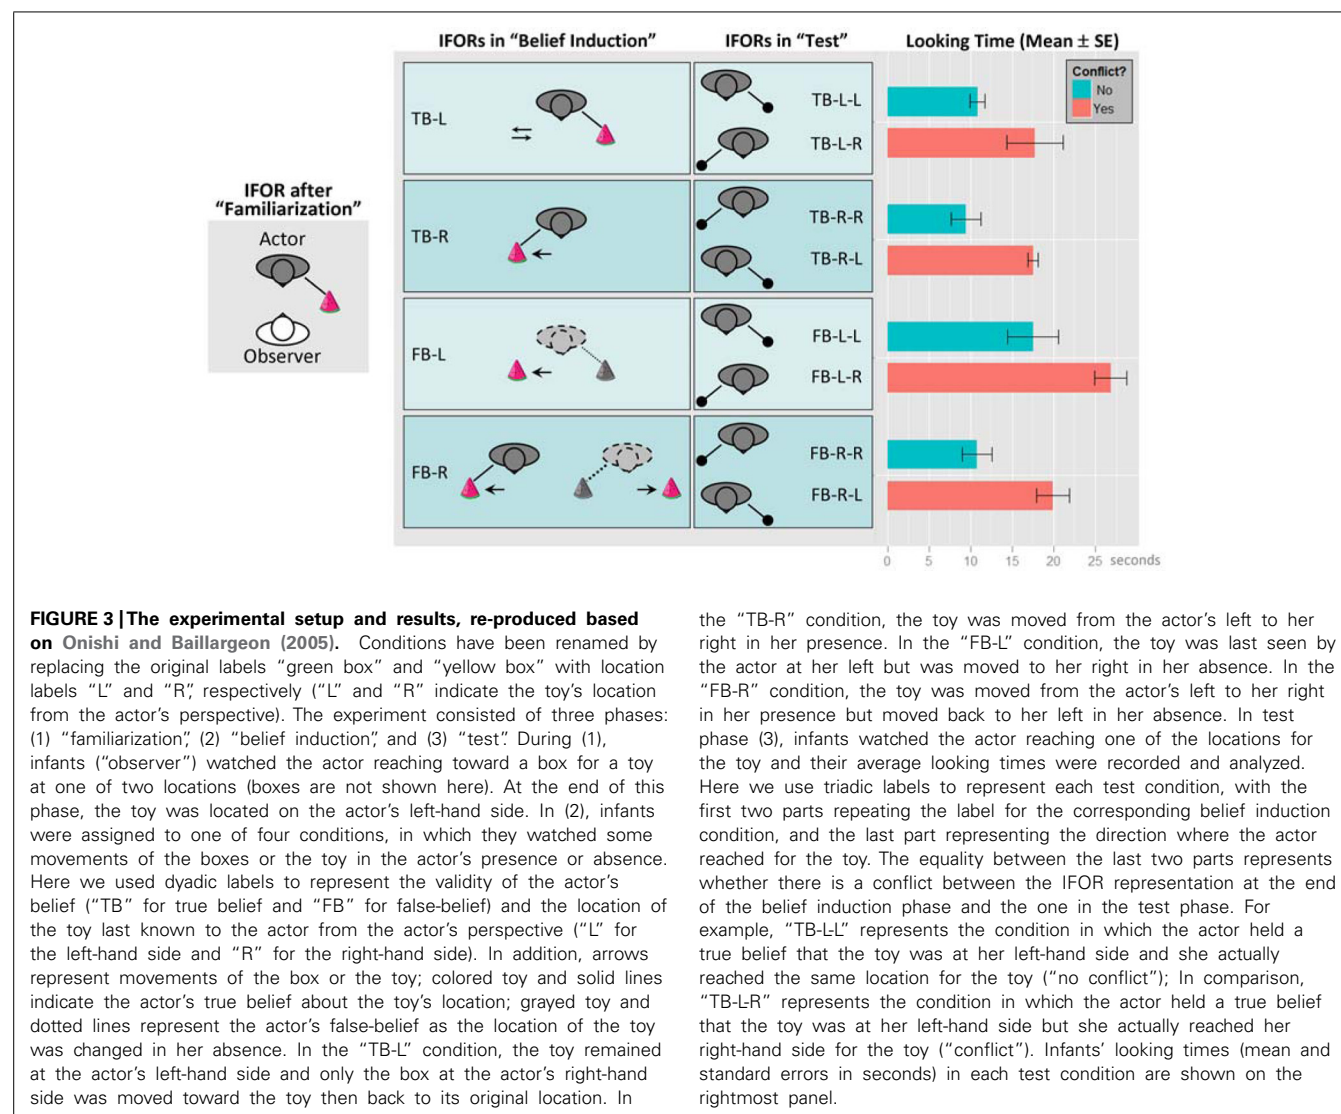 IFORs in "Belief Induction"
IFORs in "Test"
Looking Time (Mean ± SE)
Conflict?
No
Yes
TB-L
TB-L-L
TB-L-R
IFOR after
"Familiarization"
Actor
Observer
TB-R
TB-R-R
TB-R-L
FB-L
FB-L-L
FB-L-R
FB-R
FB-R-R
FB-R-L
0 5 10 15 20 25 seconds
FIGURE 3 | The experimental setup and results, re-produced based
on Onishi and Baillargeon (2005). Conditions have been renamed by
replacing the original labels "green box" and "yellow box" with location
labels "L" and "R", respectively ("L" and "R" indicate the toy's location
from the actor's perspective). The experiment consisted of three phases:
(1) "familiarization", (2) "belief induction", and (3) "test". During (1),
infants ("observer") watched the actor reaching toward a box for a toy
at one of two locations (boxes are not shown here). At the end of this
phase, the toy was located on the actor's left-hand side. In (2), infants
were assigned to one of four conditions, in which they watched some
movements of the boxes or the toy in the actor's presence or absence.
Here we used dyadic labels to represent the validity of the actor's
belief ("TB" for true belief and "FB" for false-belief) and the location of
the toy last known to the actor from the actor's perspective ("L" for
the left-hand side and "R" for the right-hand side). In addition, arrows
represent movements of the box or the toy; colored toy and solid lines
indicate the actor's true belief about the toy's location; grayed toy and
dotted lines represent the actor's false-belief as the location of the toy
was changed in her absence. In the "TB-L" condition, the toy remained
at the actor's left-hand side and only the box at the actor's right-hand
side was moved toward the toy then back to its original location. In
the "TB-R" condition, the toy was moved from the actor's left to her
right in her presence. In the "FB-L" condition, the toy was last seen by
the actor at her left but was moved to her right in her absence. In the
"FB-R" condition, the toy was moved from the actor's left to her right
in her presence but moved back to her left in her absence. In test
phase (3), infants watched the actor reaching one of the locations for
the toy and their average looking times were recorded and analyzed.
Here we use triadic labels to represent each test condition, with the
first two parts repeating the label for the corresponding belief induction
condition, and the last part representing the direction where the actor
reached for the toy. The equality between the last two parts represents
whether there is a conflict between the IFOR representation at the end
of the belief induction phase and the one in the test phase. For
example, "TB-L-L" represents the condition in which the actor held a
true belief that the toy was at her left-hand side and she actually
reached the same location for the toy ("no conflict"); In comparison,
"TB-L-R" represents the condition in which the actor held a true belief
that the toy was at her left-hand side but she actually reached her
right-hand side for the toy ("conflict"). Infants' looking times (mean and
standard errors in seconds) in each test condition are shown on the
rightmost panel.